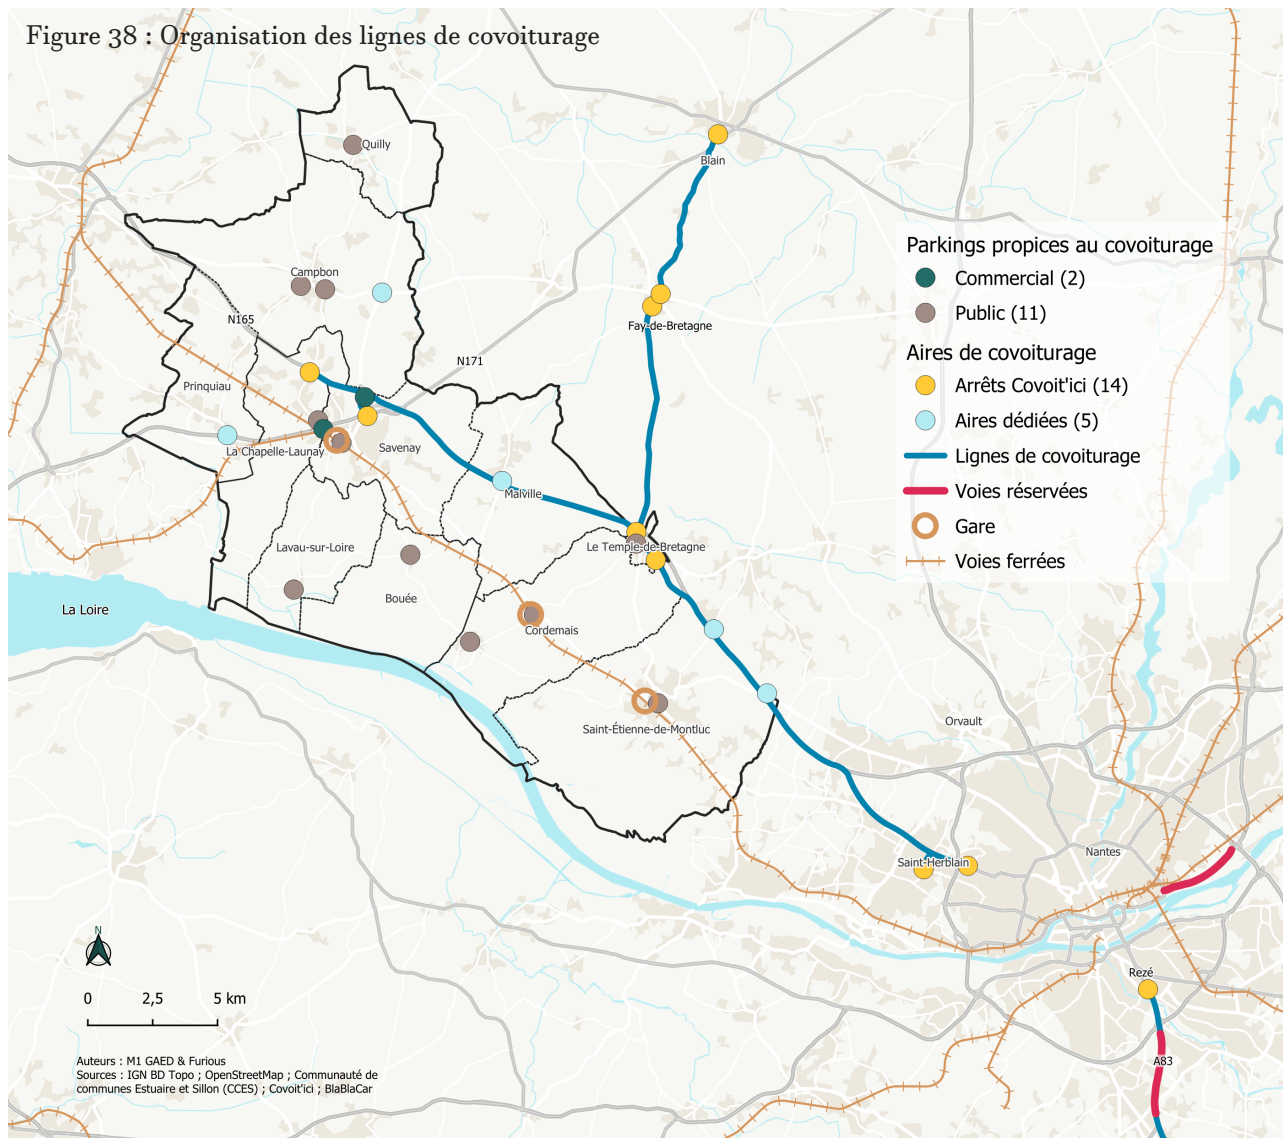 Figure 38 : Organisation des lignes de covoiturage
Quilly
Blain
Campbon
N165
Fay-de-Bretagne
N171
Prinquiau
La Chapelle-Launay
Savenay
Malville
Le Temple-de-Bretagne
Lavau-sur-Loire
Bouée
La Loire
Cordemais
Saint-Étienne-de-Montluc
Orvault
Saint-Herblain
Nantes
Rezé
A83
Parkings propices au covoiturage
Commercial (2)
Public (11)
Aires de covoiturage
Arrêts Covoit'ici (14)
Aires dédiées (5)
Lignes de covoiturage
Voies réservées
Gare
Voies ferrées
N
0 2,5 5 km
Auteurs : M1 GAED & Furious
Sources : IGN BD Topo ; OpenStreetMap ; Communauté de
communes Estuaire et Sillon (CCES) ; Covoit'ici ; BlaBlaCar